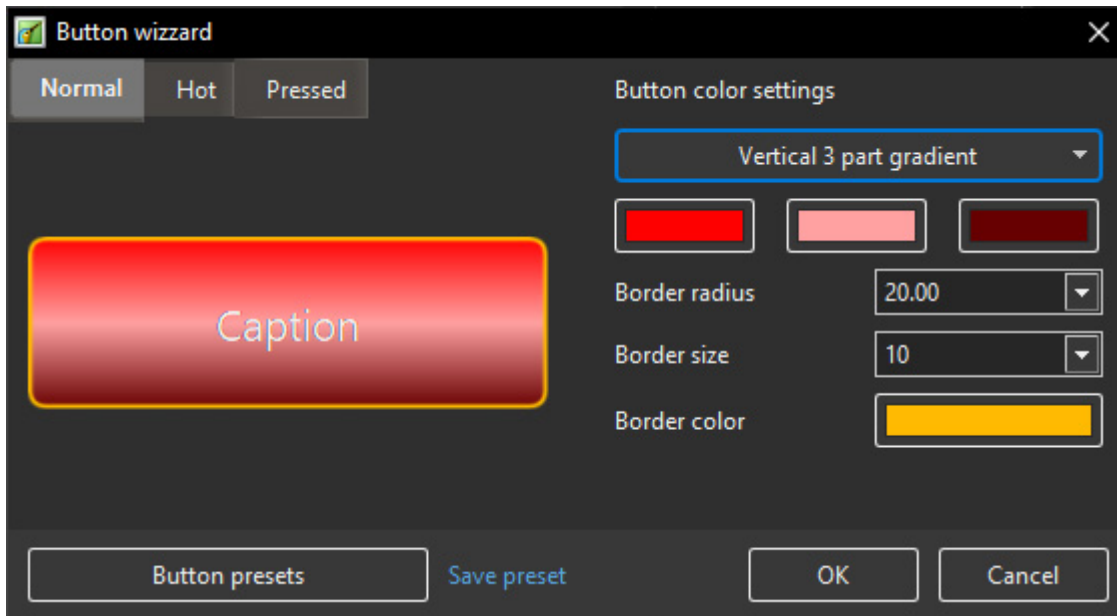 Button wizzard
Normal
Hot
Pressed
Button color settings
Vertical 3 part gradient
Caption
Border radius
20.00
Border size
10
Border color
Button presets
Save preset
OK
Cancel